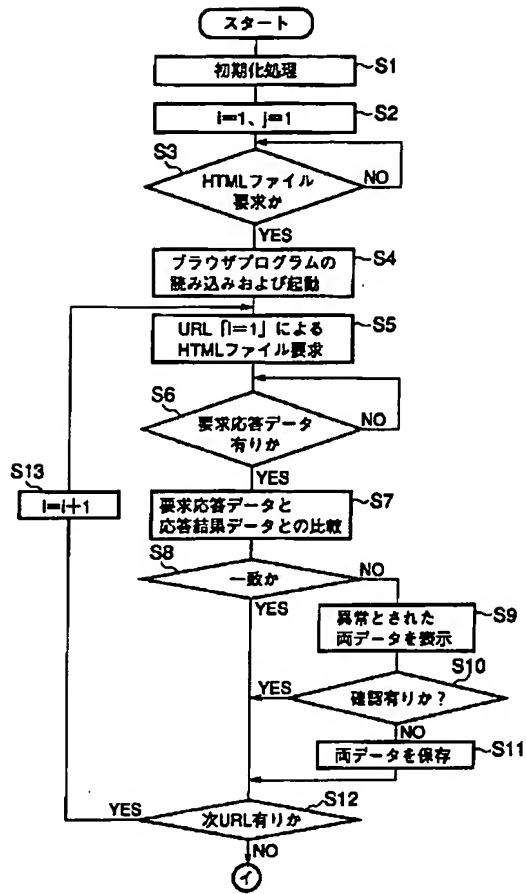 スタート
初期化処理
S1
i=1、j=1
S2
S3
HTMLファイル
要求か
NO
YES
ブラウザプログラムの
読み込みおよび起動
S4
URL「i=1」による
HTMLファイル要求
S5
S6
要求応答データ
有りか
NO
YES
S13
i=i+1
要求応答データと
応答結果データとの比較
S7
S8
一致か
NO
YES
異常とされた
両データを表示
S9
S10
確認有りか?
YES
NO
両データを保存
S11
S12
次URL有りか
YES
NO
イ